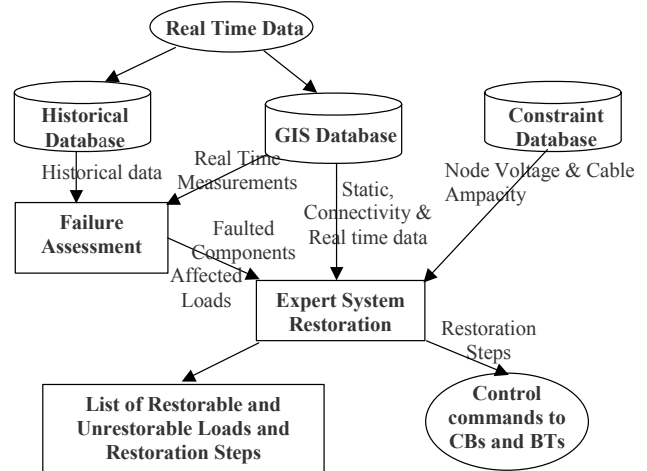 Real Time Data
Historical
Database
GIS Database
Constraint
Database
Historical data
Real Time
Measurements
Node Voltage & Cable
Ampacity
Static,
Connectivity &
Real time data
Failure
Assessment
Faulted
Components
Affected
Loads
Expert System
Restoration
Restoration
Steps
List of Restorable and
Unrestorable Loads and
Restoration Steps
Control
commands to
CBs and BTs